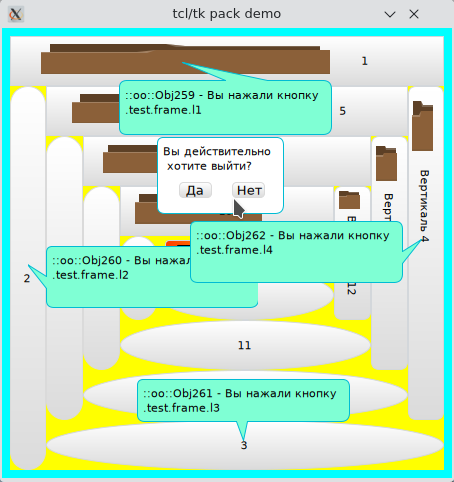 tcl/tk pack demo
1
::oo::Obj259 - Вы нажали кнопку
.test.frame.l1
5
Вы действительно
хотите выйти?
Да
Нет
Верт
Вертикаль 4
::oo::Obj262 - Вы нажали кнопку
.test.frame.l4
::oo::Obj260 - Вы нажал
.test.frame.l2
2
12
11
::oo::Obj261 - Вы нажали кнопку
.test.frame.l3
3